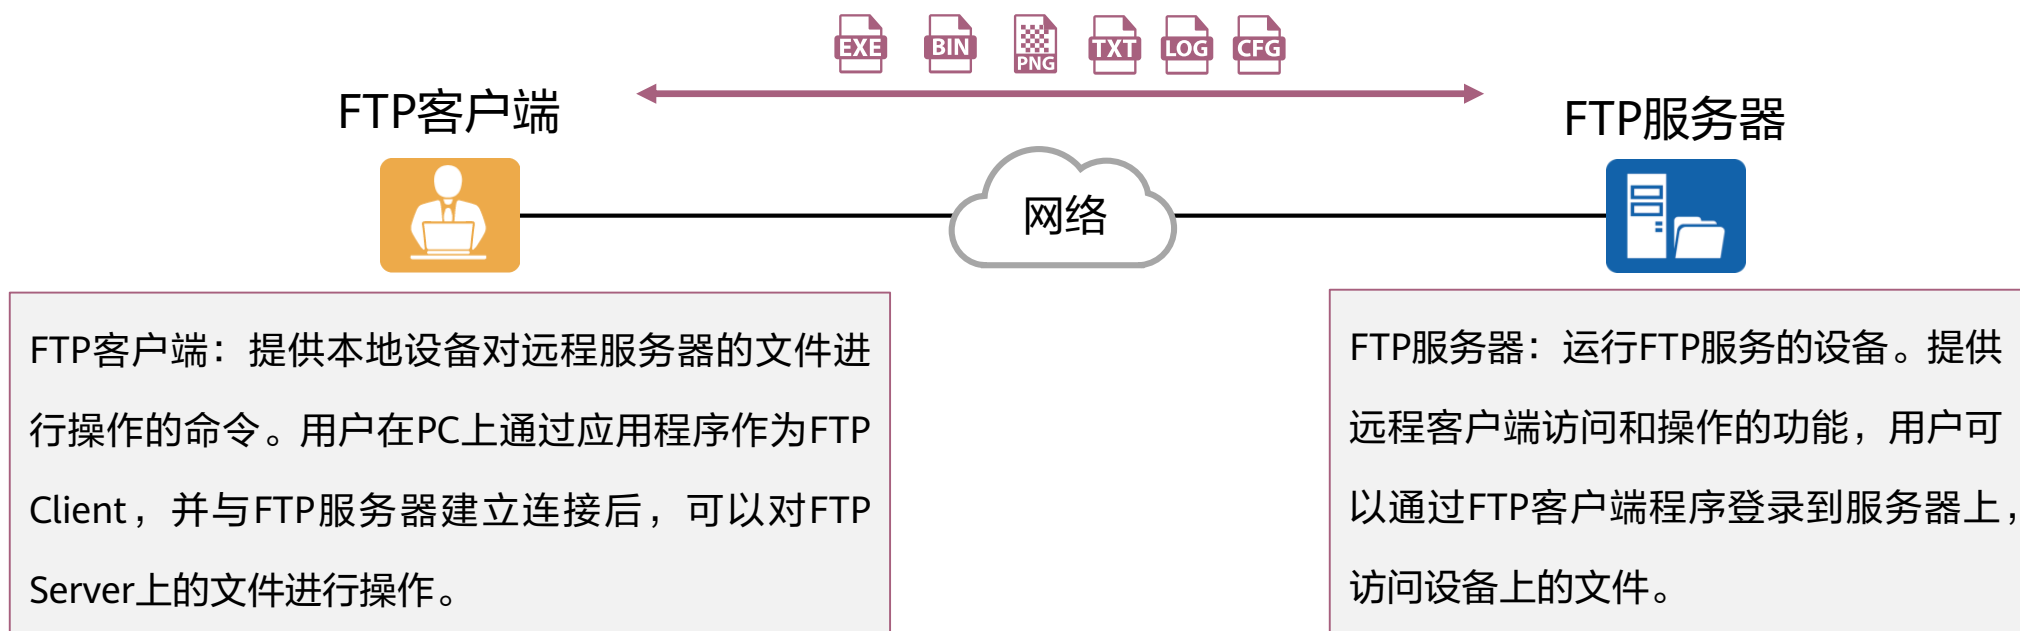 EXE BIN PNG TXT LOG CFG
FTP客户端
FTP服务器
网络
FTP客户端：提供本地设备对远程服务器的文件进
行操作的命令。用户在PC上通过应用程序作为FTP
Client，并与FTP服务器建立连接后，可以对FTP
Server上的文件进行操作。
FTP服务器：运行FTP服务的设备。提供
远程客户端访问和操作的功能，用户可
以通过FTP客户端程序登录到服务器上，
访问设备上的文件。